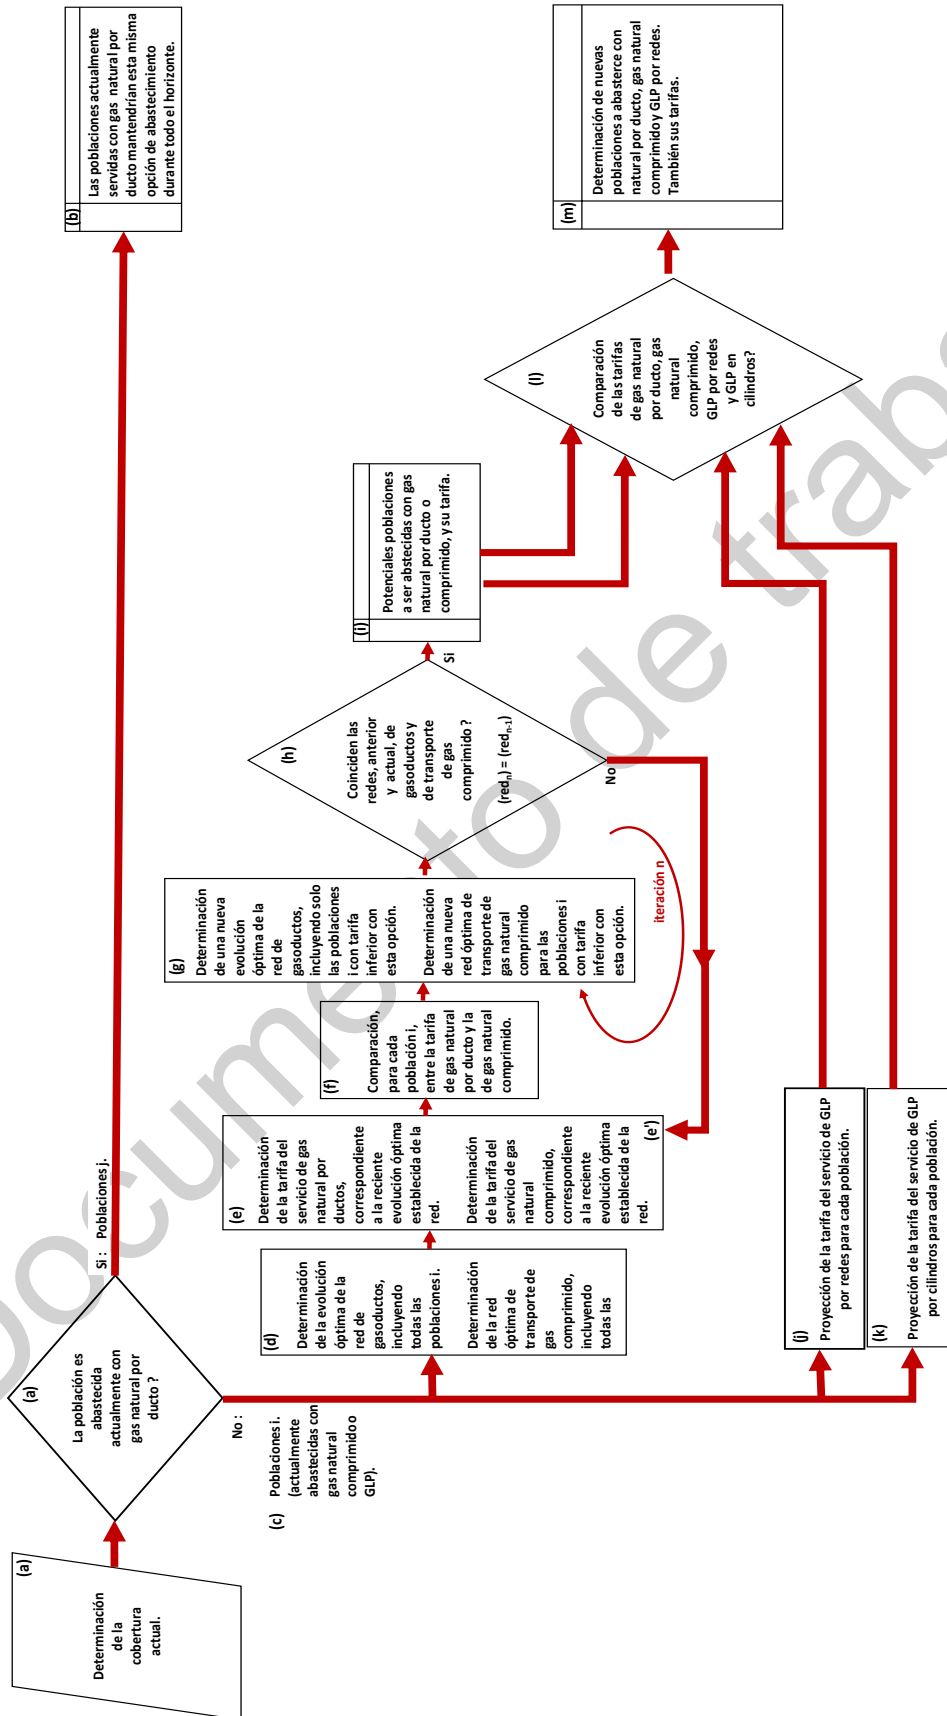 (a)
Determinación
de la
cobertura
actual.
(a)
La población es
abastecida
actualmente con
gas natural por
ducto ?
Si : Poblaciones j.
(b)
Las poblaciones actualmente
servidas con gas natural por
ducto mantendrían esta misma
opción de abastecimiento
durante todo el horizonte.
No :
(c) Poblaciones i.
(actualmente
abastecidas con
gas natural
comprimido o
GLP).
(d)
Determinación
de la evolución
óptima de la
red de
gasoductos,
incluyendo
todas las
poblaciones i.
Determinación
de la red
óptima de
transporte de
gas
comprimido,
incluyendo
todas las
(e)
Determinación
de la tarifa del
servicio de gas
natural por
ductos,
correspondiente
a la reciente
evolución óptima
establecida de la
red.
Determinación
de la tarifa del
servicio de gas
natural
comprimido,
correspondiente
a la reciente
evolución óptima
establecida de la
red.
(e')
(f)
Comparación,
para cada
población i,
entre la tarifa
de gas natural
por ducto y la
de gas natural
comprimido.
(g)
Determinación
de una nueva
evolución
óptima de la
red de
gasoductos,
incluyendo solo
las poblaciones
i con tarifa
inferior con
esta opción.
Determinación
de una nueva
red óptima de
transporte de
gas natural
comprimido
para las
poblaciones i
con tarifa
inferior con
esta opción.
iteración n
(h)
Coinciden las
redes, anterior
y actual, de
gasoductos y
de transporte
de gas
comprimido ?
(redₙ) = (redₙ₋₁)
No
Si
(i)
Potenciales poblaciones
a ser abstecidas con gas
natural por ducto o
comprimido, y su tarifa.
(j)
Proyección de la tarifa del servicio de GLP
por redes para cada población.
(k)
Proyección de la tarifa del servicio de GLP
por cilindros para cada población.
(l)
Comparación
de las tarifas
de gas natural
por ducto, gas
natural
comprimido,
GLP por redes
y GLP en
cilindros?
(m)
Determinación de nuevas
poblaciones a abasterce con
natural por ducto, gas natural
comprimido y GLP por redes.
También sus tarifas.